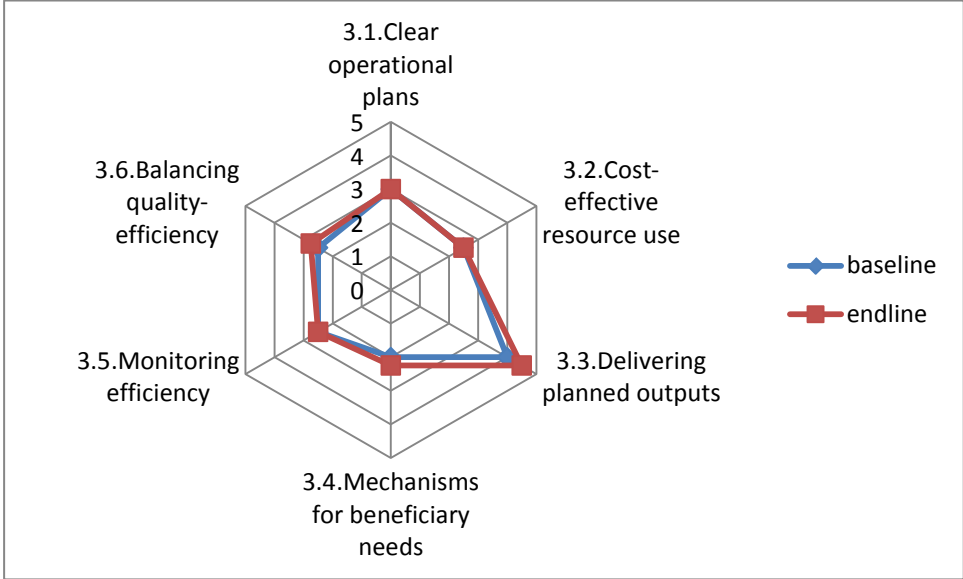 3.1.Clear
operational
plans
5
4
3
2
1
0
3.2.Cost-
effective
resource use
3.3.Delivering
planned outputs
3.4.Mechanisms
for beneficiary
needs
3.5.Monitoring
efficiency
3.6.Balancing
quality-
efficiency
baseline
endline